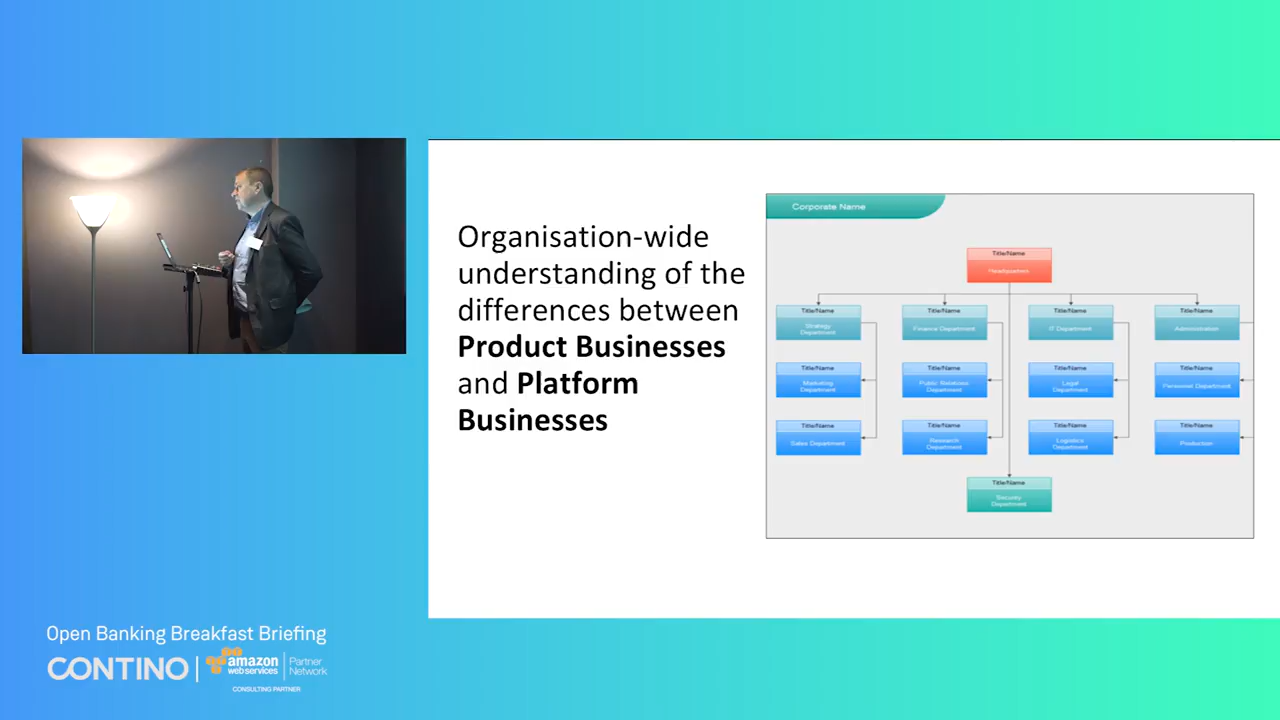 Organisation-wide
understanding of the
differences between
Product Businesses
and Platform
Businesses
Corporate Name
Title/Name
Headquarters
Title/Name
Strategy
Department
Title/Name
Finance Department
Title/Name
IT Department
Title/Name
Administration
Title/Name
Marketing
Department
Title/Name
Public Relations
Department
Title/Name
Legal
Department
Title/Name
Personnel Department
Title/Name
Sales Department
Title/Name
Research
Department
Title/Name
Logistics
Department
Title/Name
Production
Title/Name
Security
Department
Open Banking Breakfast Briefing
CONTINO
amazon
webservices
Partner
Network
CONSULTING PARTNER